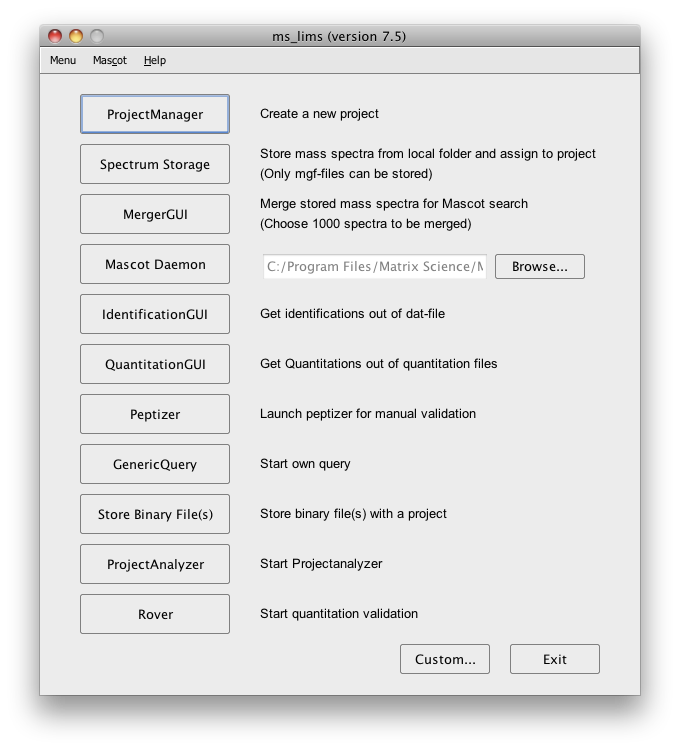 ms_lims (version 7.5)
Menu Mascot Help
ProjectManager Create a new project
Spectrum Storage Store mass spectra from local folder and assign to project
(Only mgf-files can be stored)
MergerGUI Merge stored mass spectra for Mascot search
(Choose 1000 spectra to be merged)
Mascot Daemon C:/Program Files/Matrix Science/M Browse...
IdentificationGUI Get identifications out of dat-file
QuantitationGUI Get Quantitations out of quantitation files
Peptizer Launch peptizer for manual validation
GenericQuery Start own query
Store Binary File(s) Store binary file(s) with a project
ProjectAnalyzer Start Projectanalyzer
Rover Start quantitation validation
Custom... Exit